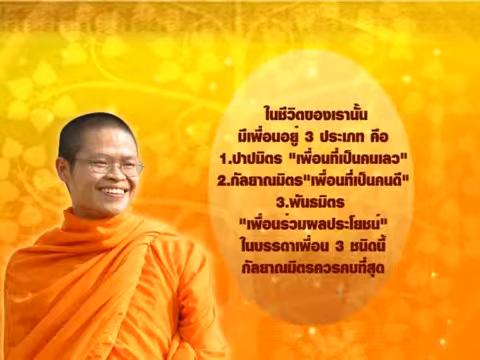 ในชีวิตของเรานั้น
มีเพื่อนอยู่ 3 ประเภท คือ
1.ปาปมิตร "เพื่อนที่เป็นคนเลว"
2.กัลยาณมิตร"เพื่อนที่เป็นคนดี"
3.พันธมิตร
"เพื่อนร่วมผลประโยชน์"
ในบรรดาเพื่อน 3 ชนิดนี้
กัลยาณมิตรควรคบที่สุด